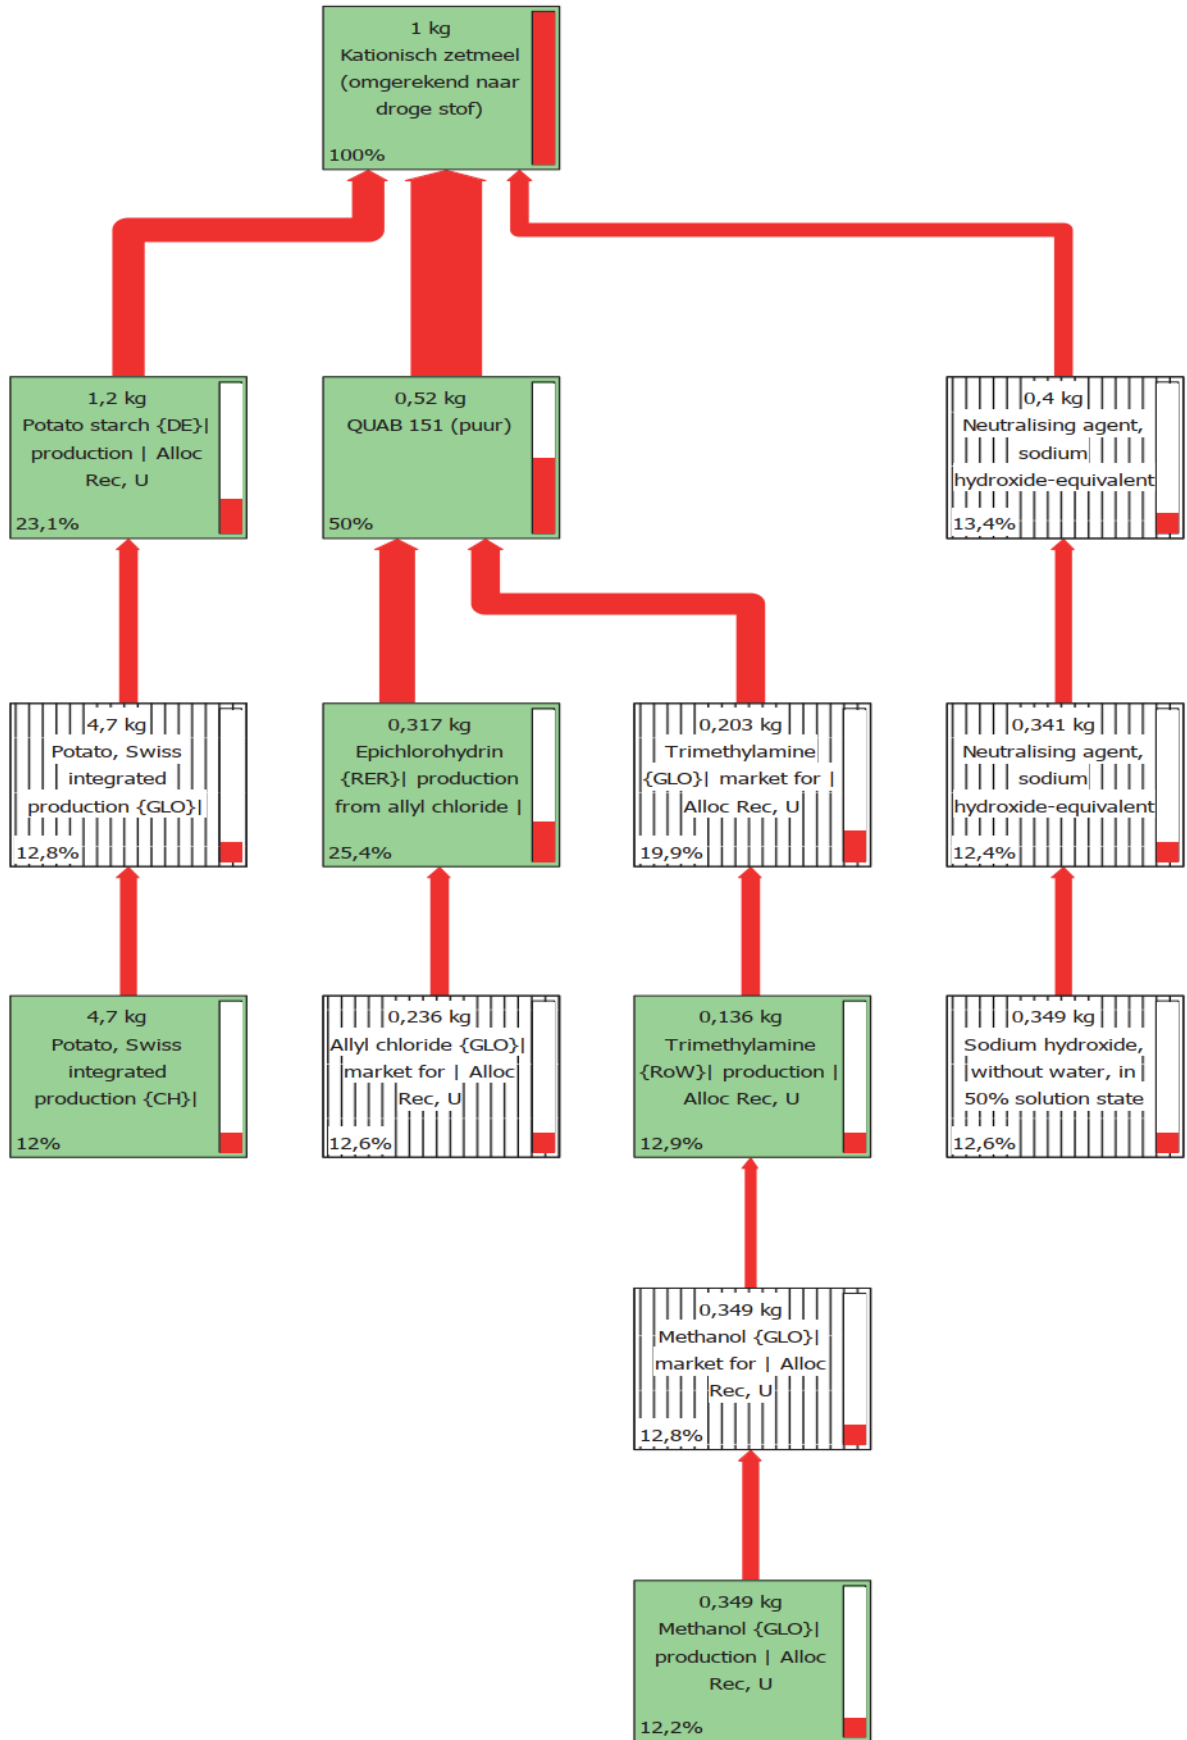 1 kg
Kationisch zetmeel
(omgerekend naar
droge stof)
100%
1,2 kg
Potato starch {DE}|
production | Alloc
Rec, U
23,1%
0,52 kg
QUAB 151 (puur)
50%
0,4 kg
Neutralising agent,
sodium
hydroxide-equivalent
13,4%
4,7 kg
Potato, Swiss
integrated
production {GLO}|
12,8%
0,317 kg
Epichlorohydrin
{RER}| production
from allyl chloride |
25,4%
0,203 kg
Trimethylamine
{GLO}| market for |
Alloc Rec, U
19,9%
0,341 kg
Neutralising agent,
sodium
hydroxide-equivalent
12,4%
4,7 kg
Potato, Swiss
integrated
production {CH}|
12%
0,236 kg
Allyl chloride {GLO}|
market for | Alloc
Rec, U
12,6%
0,136 kg
Trimethylamine
{RoW}| production |
Alloc Rec, U
12,9%
0,349 kg
Sodium hydroxide,
without water, in
50% solution state
12,6%
0,349 kg
Methanol {GLO}|
market for | Alloc
Rec, U
12,8%
0,349 kg
Methanol {GLO}|
production | Alloc
Rec, U
12,2%